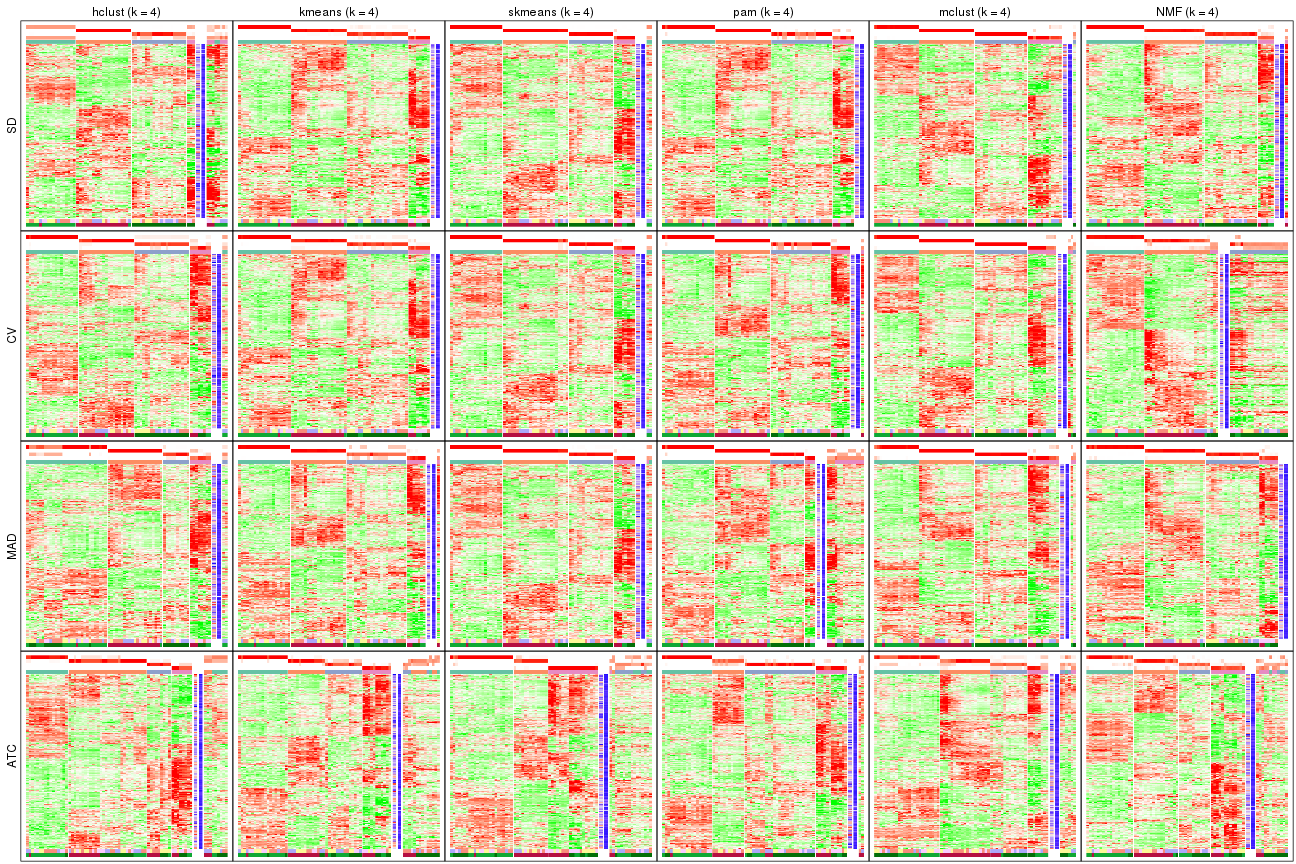 hclust (k = 4) kmeans (k = 4) skmeans (k = 4) pam (k = 4) mclust (k = 4) NMF (k = 4)
SD
CV
MAD
ATC